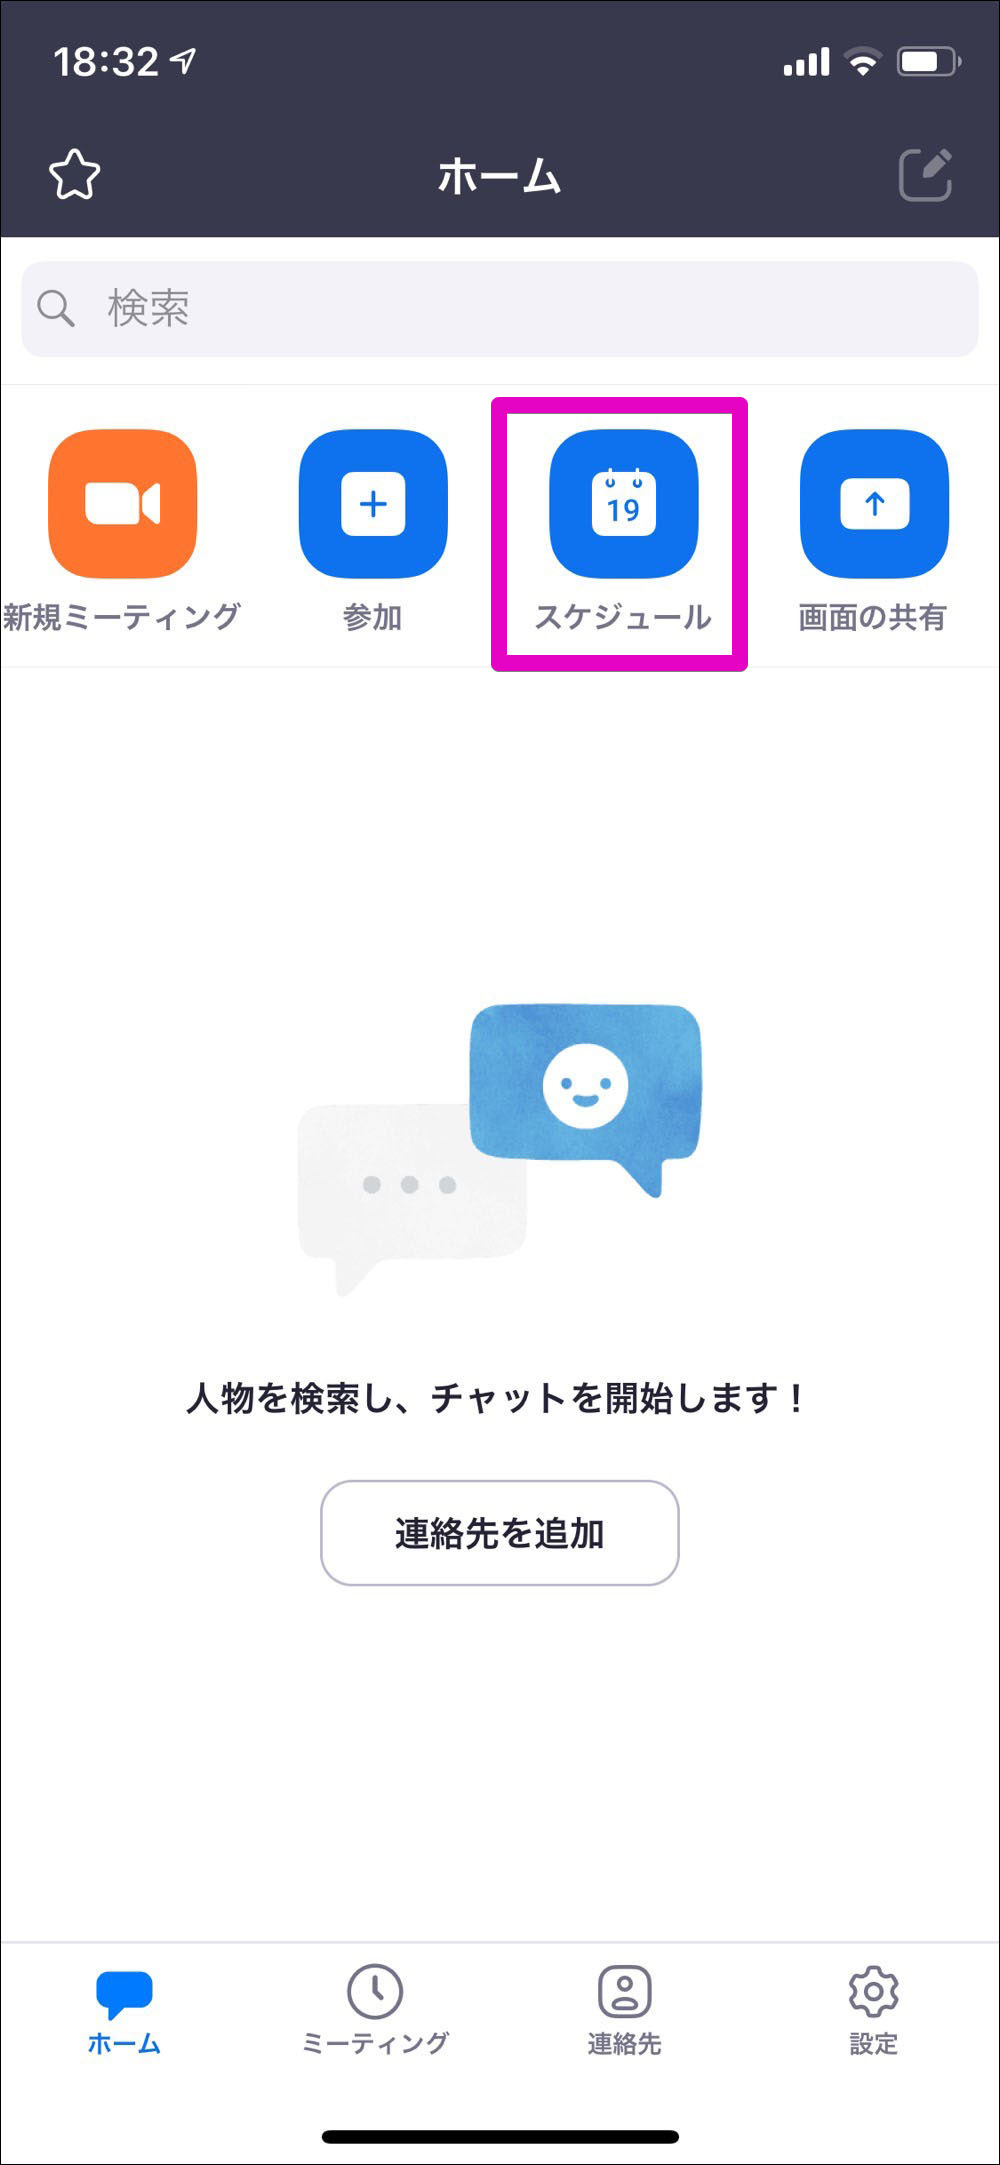 18:32
ホーム
検索
19
新規ミーティング
参加
スケジュール
画面の共有
人物を検索し、チャットを開始します！
連絡先を追加
ホーム
ミーティング
連絡先
設定